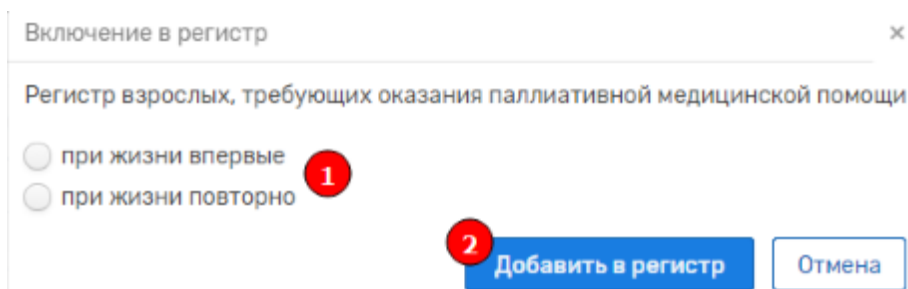 Включение в регистр ×
Регистр взрослых, требующих оказания паллиативной медицинской помощи
при жизни впервые
1
при жизни повторно
2
Добавить в регистр Отмена